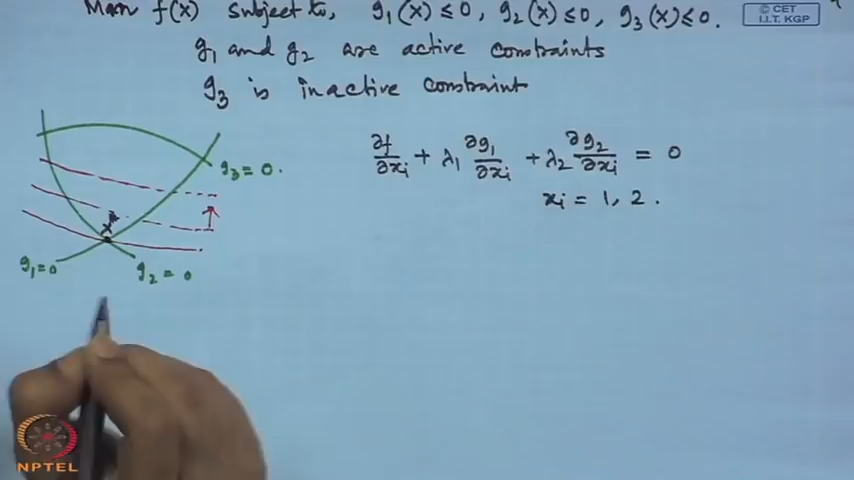 Man f(x) subject to, g₁(x) ≤ 0, g₂(x) ≤ 0, g₃(x) ≤ 0.
© CET
I.I.T. KGP
g₁ and g₂ are active constraints
g₃ is inactive constraint
∂f/∂xᵢ + λ₁ ∂g₁/∂xᵢ + λ₂ ∂g₂/∂xᵢ = 0
xᵢ = 1, 2.
g₃ = 0.
x*
g₁ = 0
g₂ = 0
NPTEL